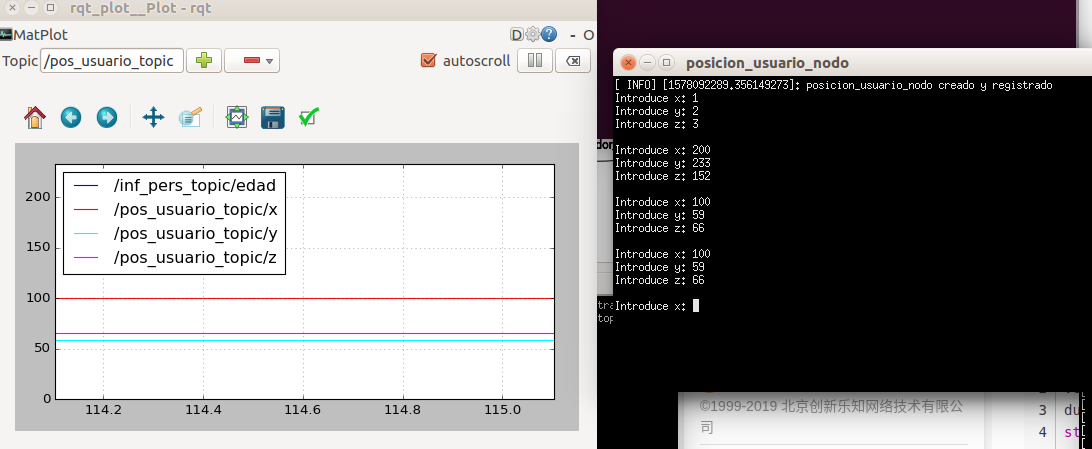 rqt_plot__Plot - rqt
MatPlot
D
?
- O
Topic
/pos_usuario_topic
autoscroll
200
150
100
50
0
114.2
114.4
114.6
114.8
115.0
/inf_pers_topic/edad
/pos_usuario_topic/x
/pos_usuario_topic/y
/pos_usuario_topic/z
posicion_usuario_nodo
[ INFO] [1578092289.356149273]: posicion_usuario_nodo creado y registrado
Introduce x: 1
Introduce y: 2
Introduce z: 3
Introduce x: 200
Introduce y: 233
Introduce z: 152
Introduce x: 100
Introduce y: 59
Introduce z: 66
Introduce x: 100
Introduce y: 59
Introduce z: 66
Introduce x:
©1999-2019 北京创新乐知网络技术有限公
司
3 du
4 st